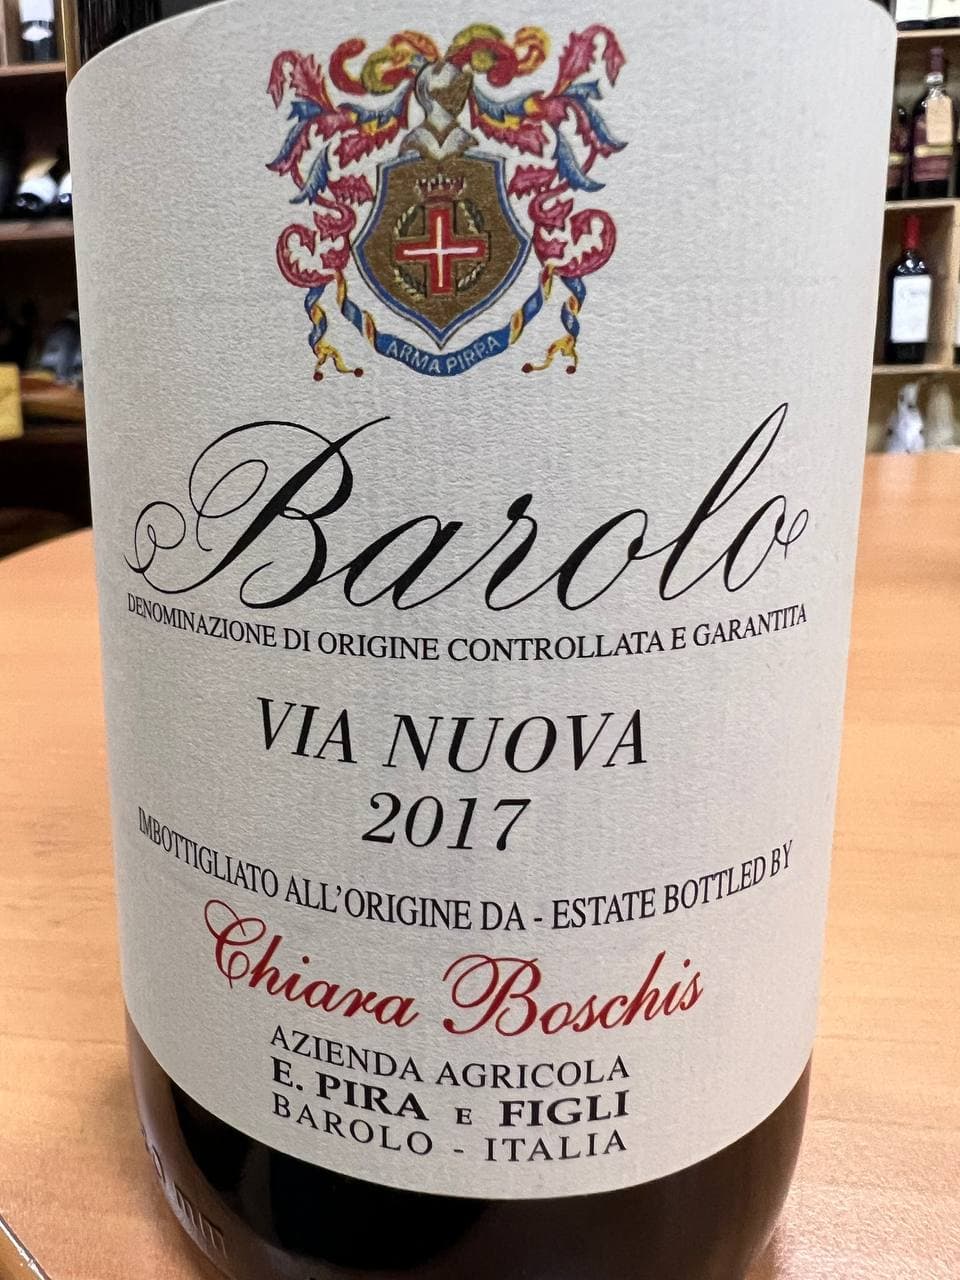 ARMA PIRRA
Barolo
DENOMINAZIONE DI ORIGINE CONTROLLATA E GARANTITA
VIA NUOVA
2017
IMBOTTIGLIATO ALL'ORIGINE DA - ESTATE BOTTLED BY
Chiara Boschis
AZIENDA AGRICOLA
E. PIRA E FIGLI
BAROLO - ITALIA